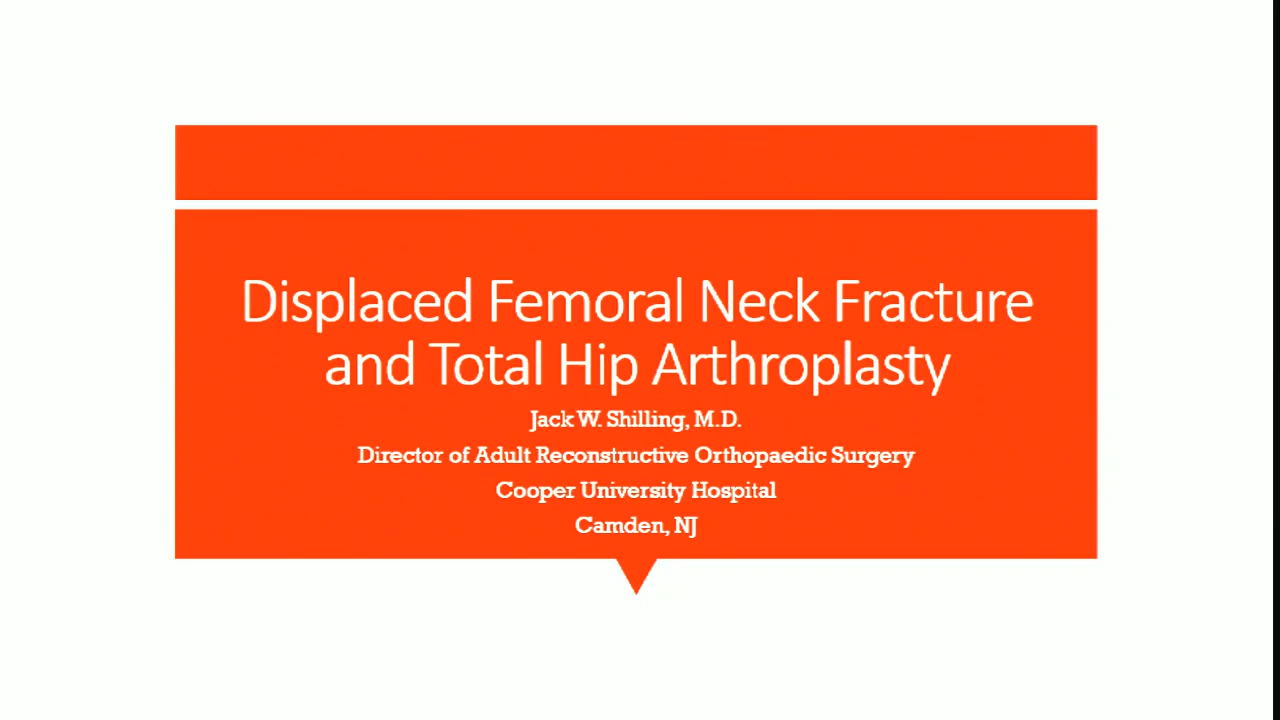 Displaced Femoral Neck Fracture
and Total Hip Arthroplasty
Jack W. Shilling, M.D.
Director of Adult Reconstructive Orthopaedic Surgery
Cooper University Hospital
Camden, NJ